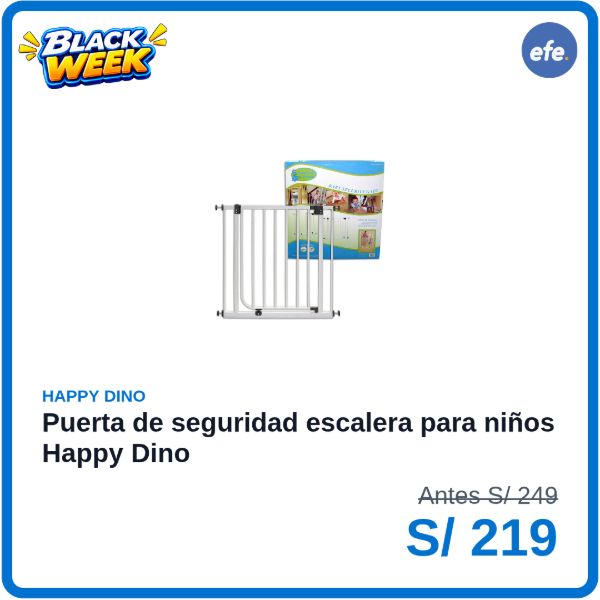 BLACK
WEEK
efe.
HAPPY DINO
Puerta de seguridad escalera para niños
Happy Dino
Antes S/ 249
S/ 219